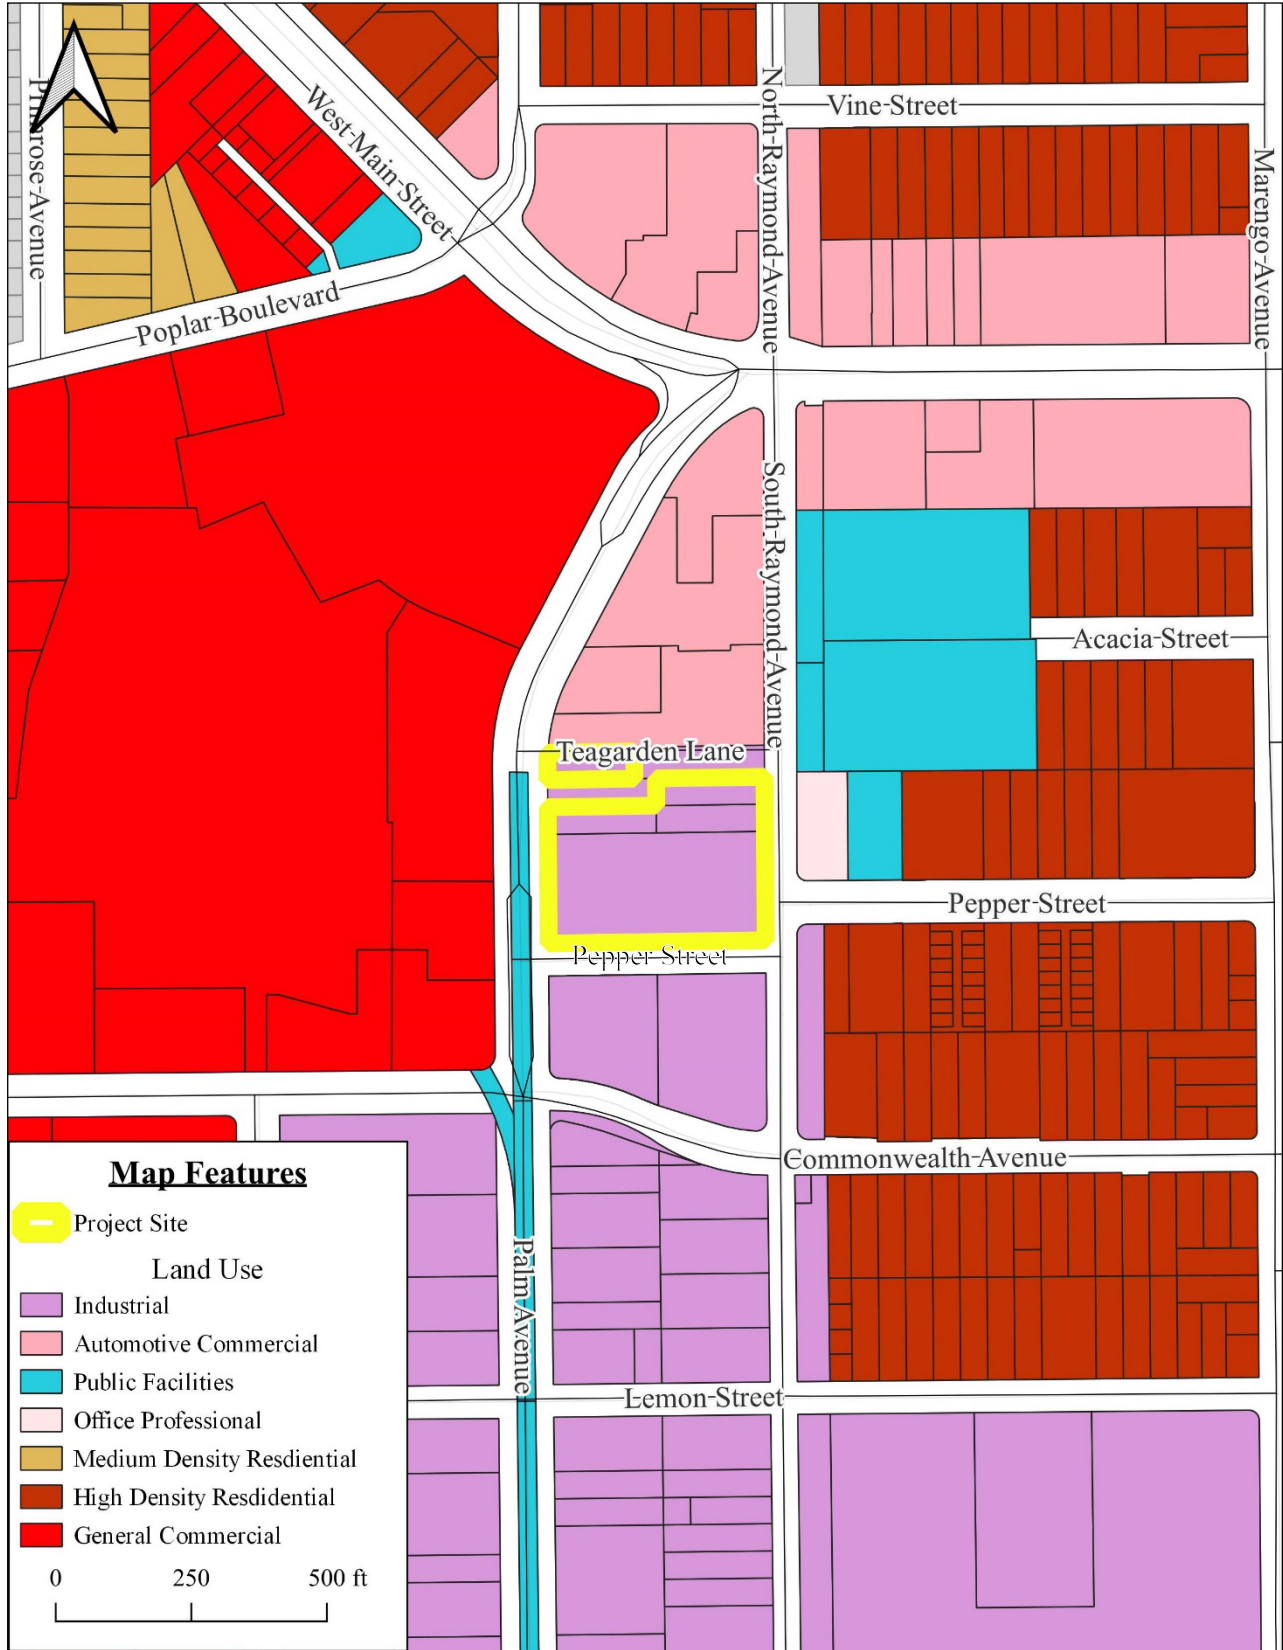 Vine Street
North Raymond Avenue
Marengo Avenue
Primrose Avenue
West Main Street
Poplar Boulevard
South Raymond Avenue
Acacia Street
Teagarden Lane
Pepper Street
Pepper Street
Commonwealth Avenue
Palm Avenue
Lemon Street
Map Features
Project Site
Land Use
Industrial
Automotive Commercial
Public Facilities
Office Professional
Medium Density Resdiential
High Density Resdidential
General Commercial
0 250 500 ft